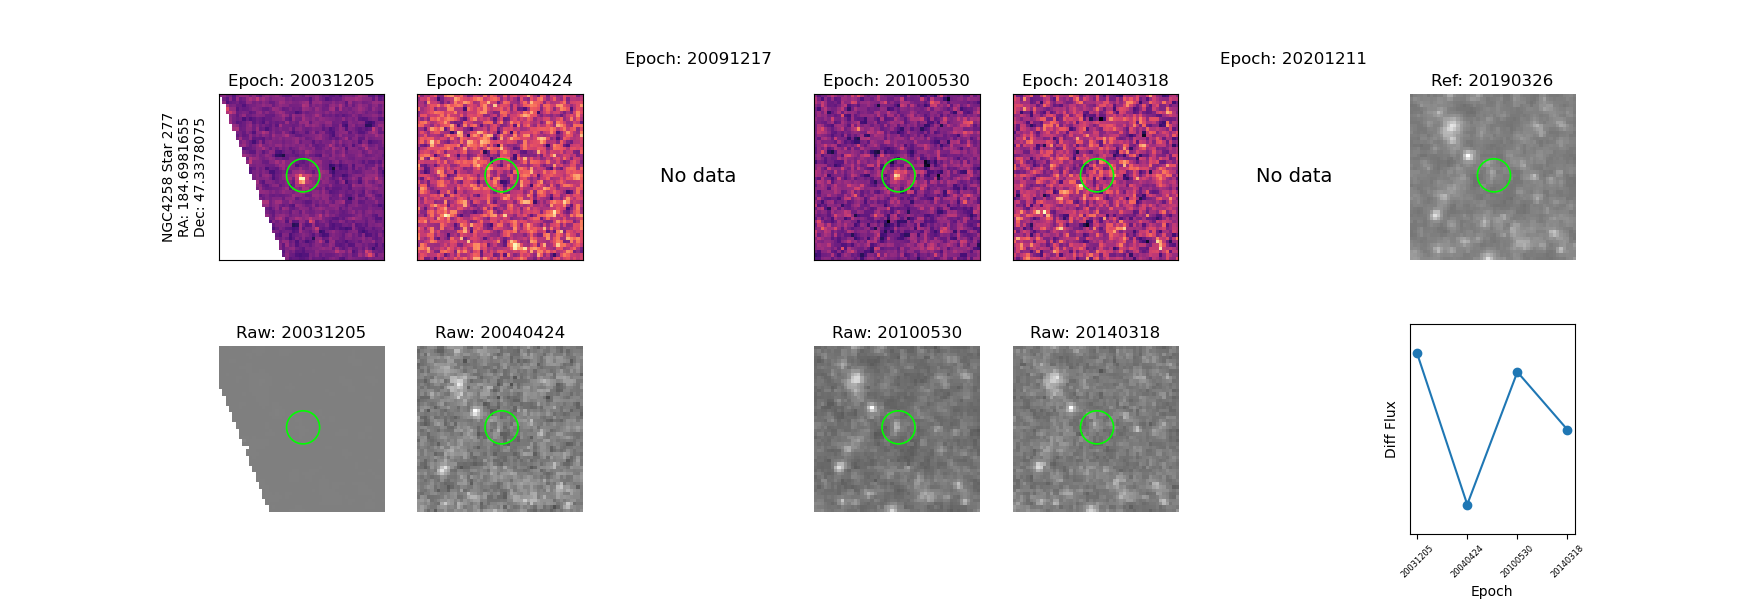 Epoch: 20091217
Epoch: 20201211
Epoch: 20031205
Epoch: 20040424
Epoch: 20100530
Epoch: 20140318
Ref: 20190326
NGC4258 Star 277
RA: 184.6981655
Dec: 47.3378075
No data
No data
Raw: 20031205
Raw: 20040424
Raw: 20100530
Raw: 20140318
Diff Flux
20031205
20040424
20100530
20140318
Epoch